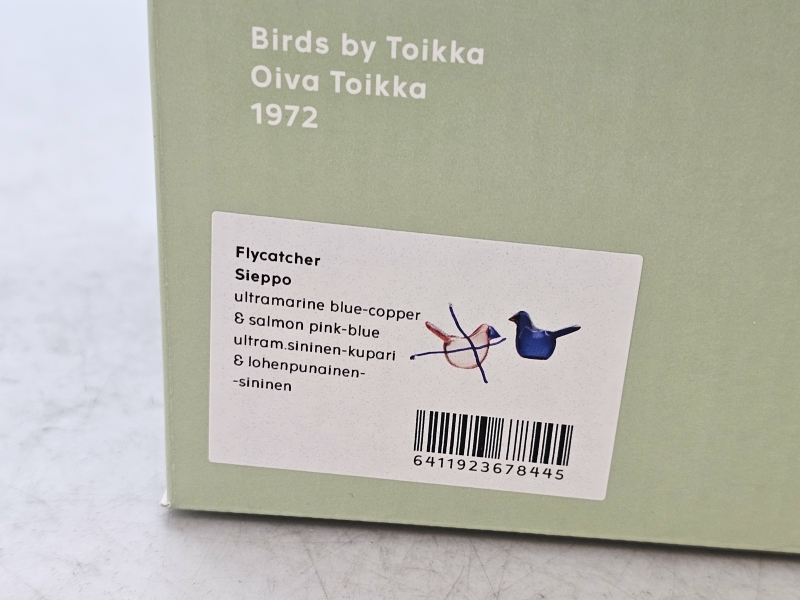 Birds by Toikka
Oiva Toikka
1972
Flycatcher
Sieppo
ultramarine blue-copper
& salmon pink-blue
ultram.sininen-kupari
& lohenpunainen-
-sininen
6411923678445